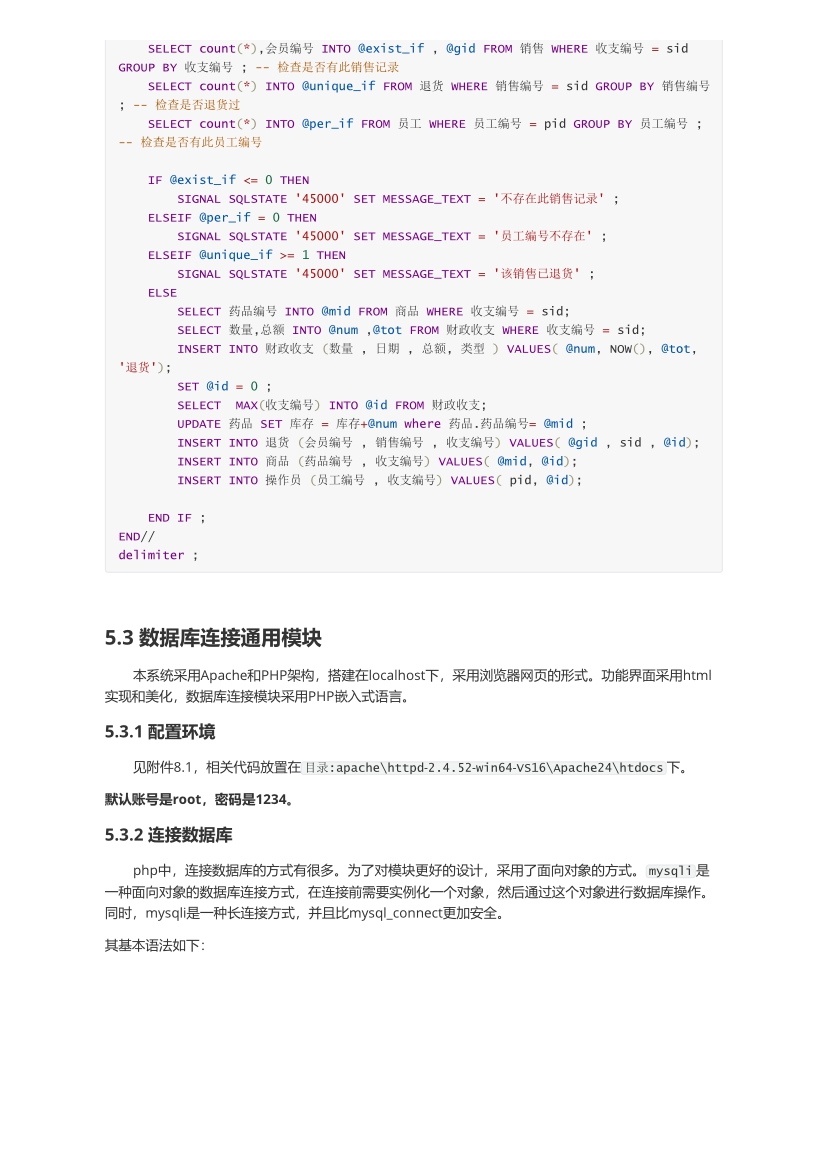 SELECT count(*),会员编号 INTO @exist_if , @gid FROM 销售 WHERE 收支编号 = sid
GROUP BY 收支编号 ; -- 检查是否有此销售记录
SELECT count(*) INTO @unique_if FROM 退货 WHERE 销售编号 = sid GROUP BY 销售编号
; -- 检查是否退货过
SELECT count(*) INTO @per_if FROM 员工 WHERE 员工编号 = pid GROUP BY 员工编号 ;
-- 检查是否有此员工编号
IF @exist_if <= 0 THEN
SIGNAL SQLSTATE '45000' SET MESSAGE_TEXT = '不存在此销售记录' ;
ELSEIF @per_if = 0 THEN
SIGNAL SQLSTATE '45000' SET MESSAGE_TEXT = '员工编号不存在' ;
ELSEIF @unique_if >= 1 THEN
SIGNAL SQLSTATE '45000' SET MESSAGE_TEXT = '该销售已退货' ;
ELSE
SELECT 药品编号 INTO @mid FROM 商品 WHERE 收支编号 = sid;
SELECT 数量,总额 INTO @num ,@tot FROM 财政收支 WHERE 收支编号 = sid;
INSERT INTO 财政收支 (数量 , 日期 , 总额, 类型 ) VALUES( @num, NOW(), @tot,
'退货');
SET @id = 0 ;
SELECT  MAX(收支编号) INTO @id FROM 财政收支;
UPDATE 药品 SET 库存 = 库存+@num where 药品.药品编号= @mid ;
INSERT INTO 退货 (会员编号 , 销售编号 , 收支编号) VALUES( @gid , sid , @id);
INSERT INTO 商品 (药品编号 , 收支编号) VALUES( @mid, @id);
INSERT INTO 操作员 (员工编号 , 收支编号) VALUES( pid, @id);
END IF ;
END//
delimiter ;
5.3 数据库连接通用模块
本系统采用Apache和PHP架构，搭建在localhost下，采用浏览器网页的形式。功能界面采用html
实现和美化，数据库连接模块采用PHP嵌入式语言。
5.3.1 配置环境
见附件8.1，相关代码放置在 目录:apache\httpd-2.4.52-win64-VS16\Apache24\htdocs 下。
默认账号是root，密码是1234。
5.3.2 连接数据库
php中，连接数据库的方式有很多。为了对模块更好的设计，采用了面向对象的方式。 mysqli 是
一种面向对象的数据库连接方式，在连接前需要实例化一个对象，然后通过这个对象进行数据库操作。
同时，mysqli是一种长连接方式，并且比mysql_connect更加安全。
其基本语法如下：